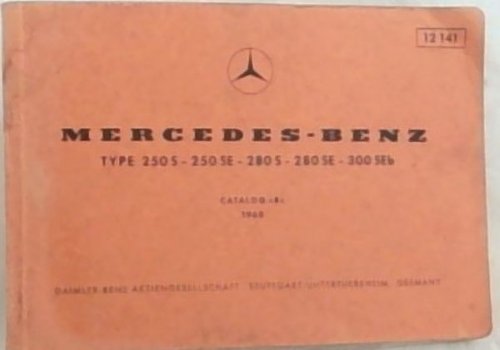 12 141
MERCEDES-BENZ
TYPE 250 S - 250 SE - 280 S - 280 SE - 300 SEb
CATALOG «B»
1968
DAIMLER-BENZ AKTIENGESELLSCHAFT STUTTGART-UNTERTÜRKHEIM GERMANY